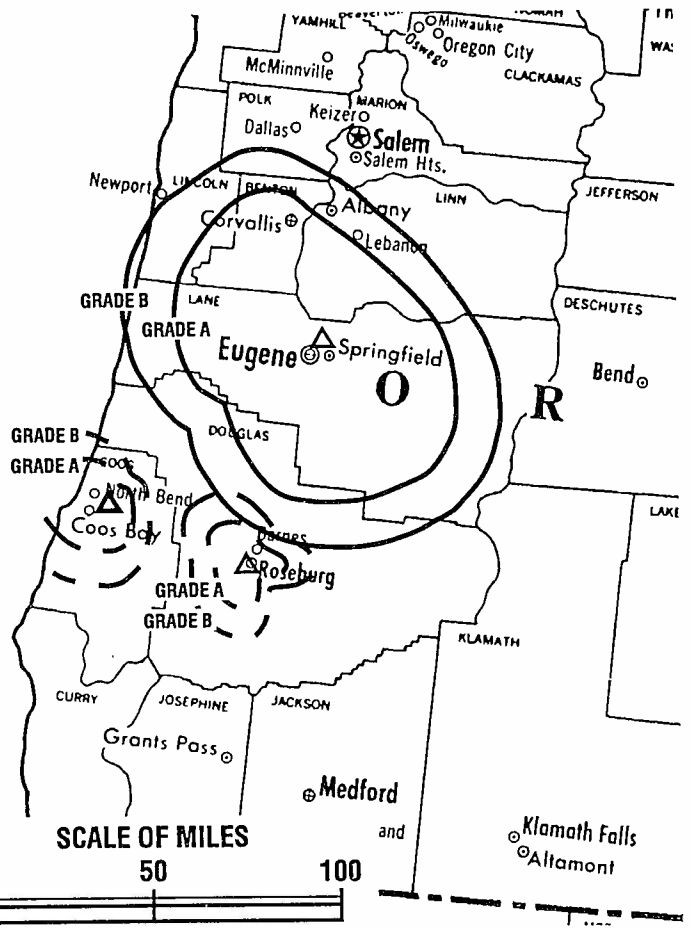 YAMHILL
Milwaukie
Oswego
Oregon City
McMinnville
CLACKAMAS
POLK
MARION
Keizer
Dallas
Salem
Salem Hts.
Newport
LINCOLN
BENTON
LINN
JEFFERSON
Albany
Corvallis
Lebanon
GRADE B
LANE
DESCHUTES
GRADE A
Eugene
Springfield
Bend
O
R
GRADE B
DOUGLAS
GRADE A
COOS
North Bend
LAKE
Coos Bay
Roseburg
GRADE A
GRADE B
KLAMATH
CURRY
JOSEPHINE
JACKSON
Grants Pass
Medford
SCALE OF MILES
and
Klamath Falls
50
100
Altamont